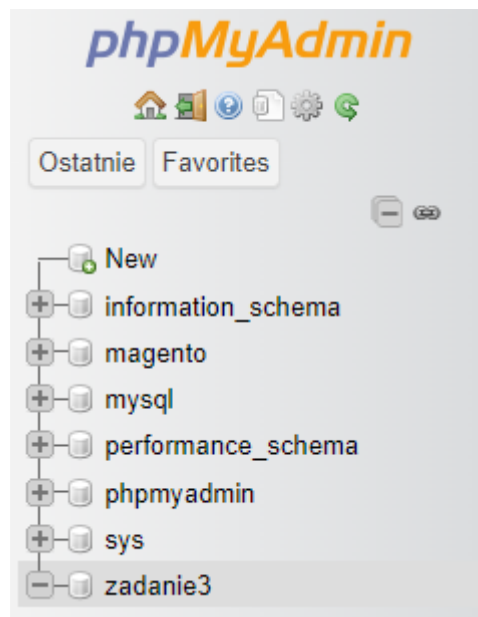 phpMyAdmin
Ostatnie Favorites
New
information_schema
magento
mysql
performance_schema
phpmyadmin
sys
zadanie3